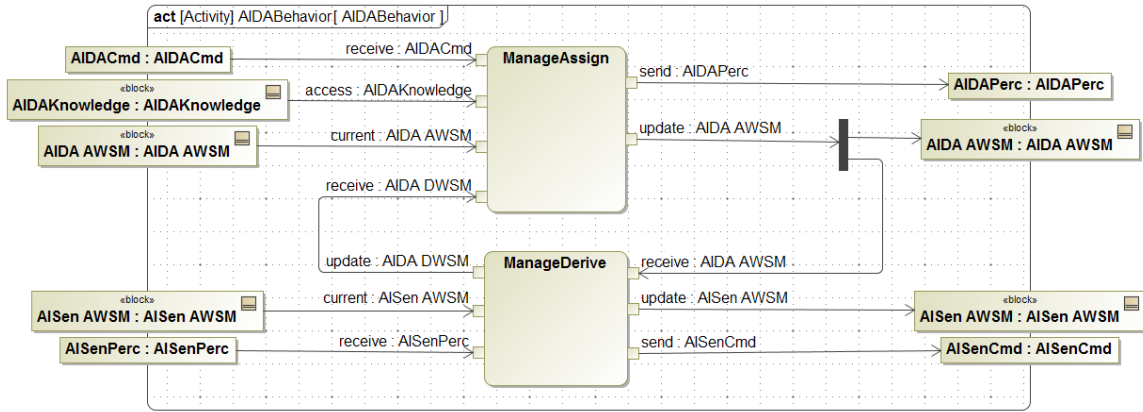 act [Activity] AIDABehavior[ AIDABehavior ]
AIDACmd : AIDACmd
receive : AIDACmd
ManageAssign
send : AIDAPerc
AIDAPerc : AIDAPerc
«block»
AIDAKnowledge : AIDAKnowledge
access : AIDAKnowledge
«block»
AIDA AWSM : AIDA AWSM
current : AIDA AWSM
update : AIDA AWSM
«block»
AIDA AWSM : AIDA AWSM
receive : AIDA DWSM
update : AIDA DWSM
ManageDerive
receive : AIDA AWSM
«block»
AISen AWSM : AISen AWSM
current : AISen AWSM
update : AISen AWSM
«block»
AISen AWSM : AISen AWSM
AISenPerc : AISenPerc
receive : AISenPerc
send : AISenCmd
AISenCmd : AISenCmd